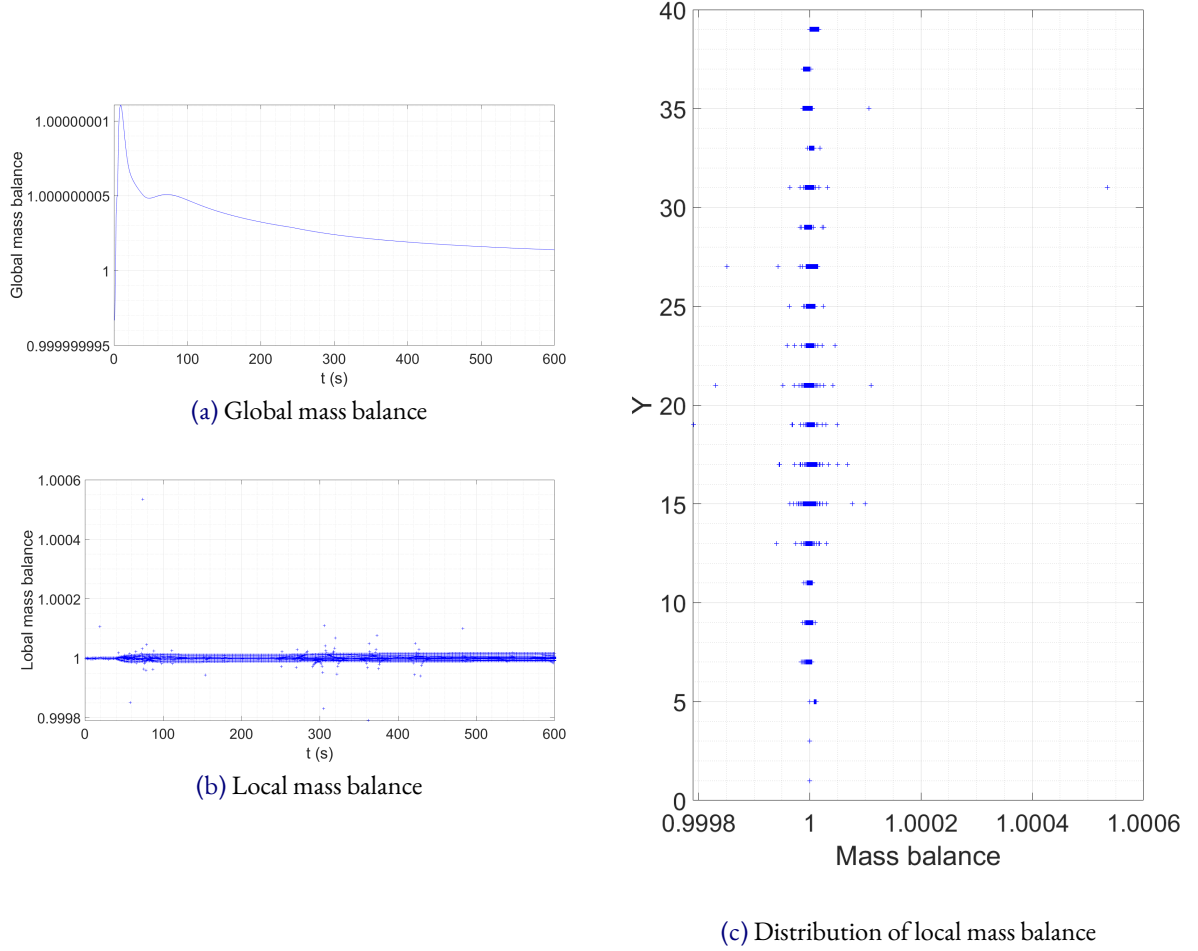 1.00000001
1.000000005
1
0.999999995
Global mass balance
0 100 200 300 400 500 600
t (s)
(a) Global mass balance
1.0006
1.0004
1.0002
1
0.9998
Lobal mass balance
0 100 200 300 400 500 600
t (s)
(b) Local mass balance
40
35
30
25
20
15
10
5
0
Y
0.9998 1 1.0002 1.0004 1.0006
Mass balance
(c) Distribution of local mass balance